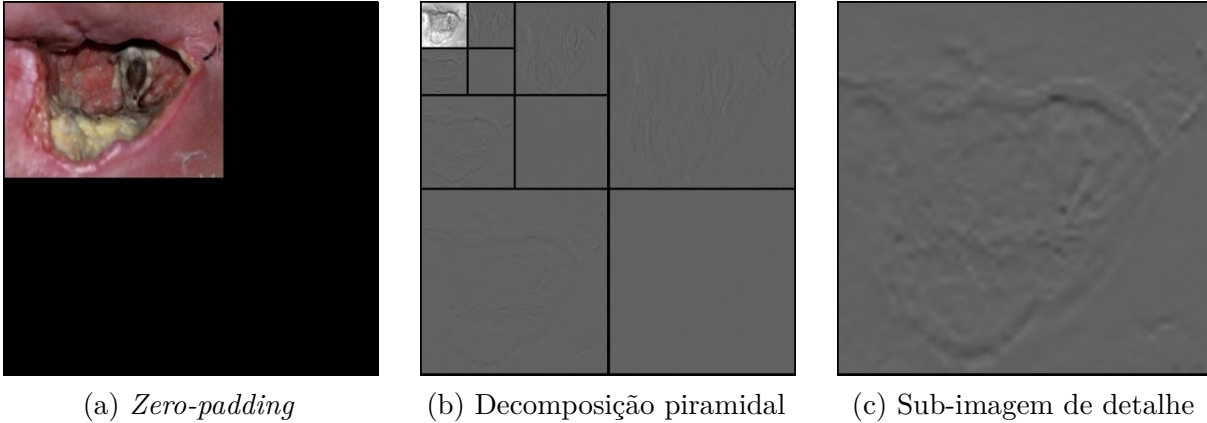 (a) Zero-padding
(b) Decomposição piramidal
(c) Sub-imagem de detalhe